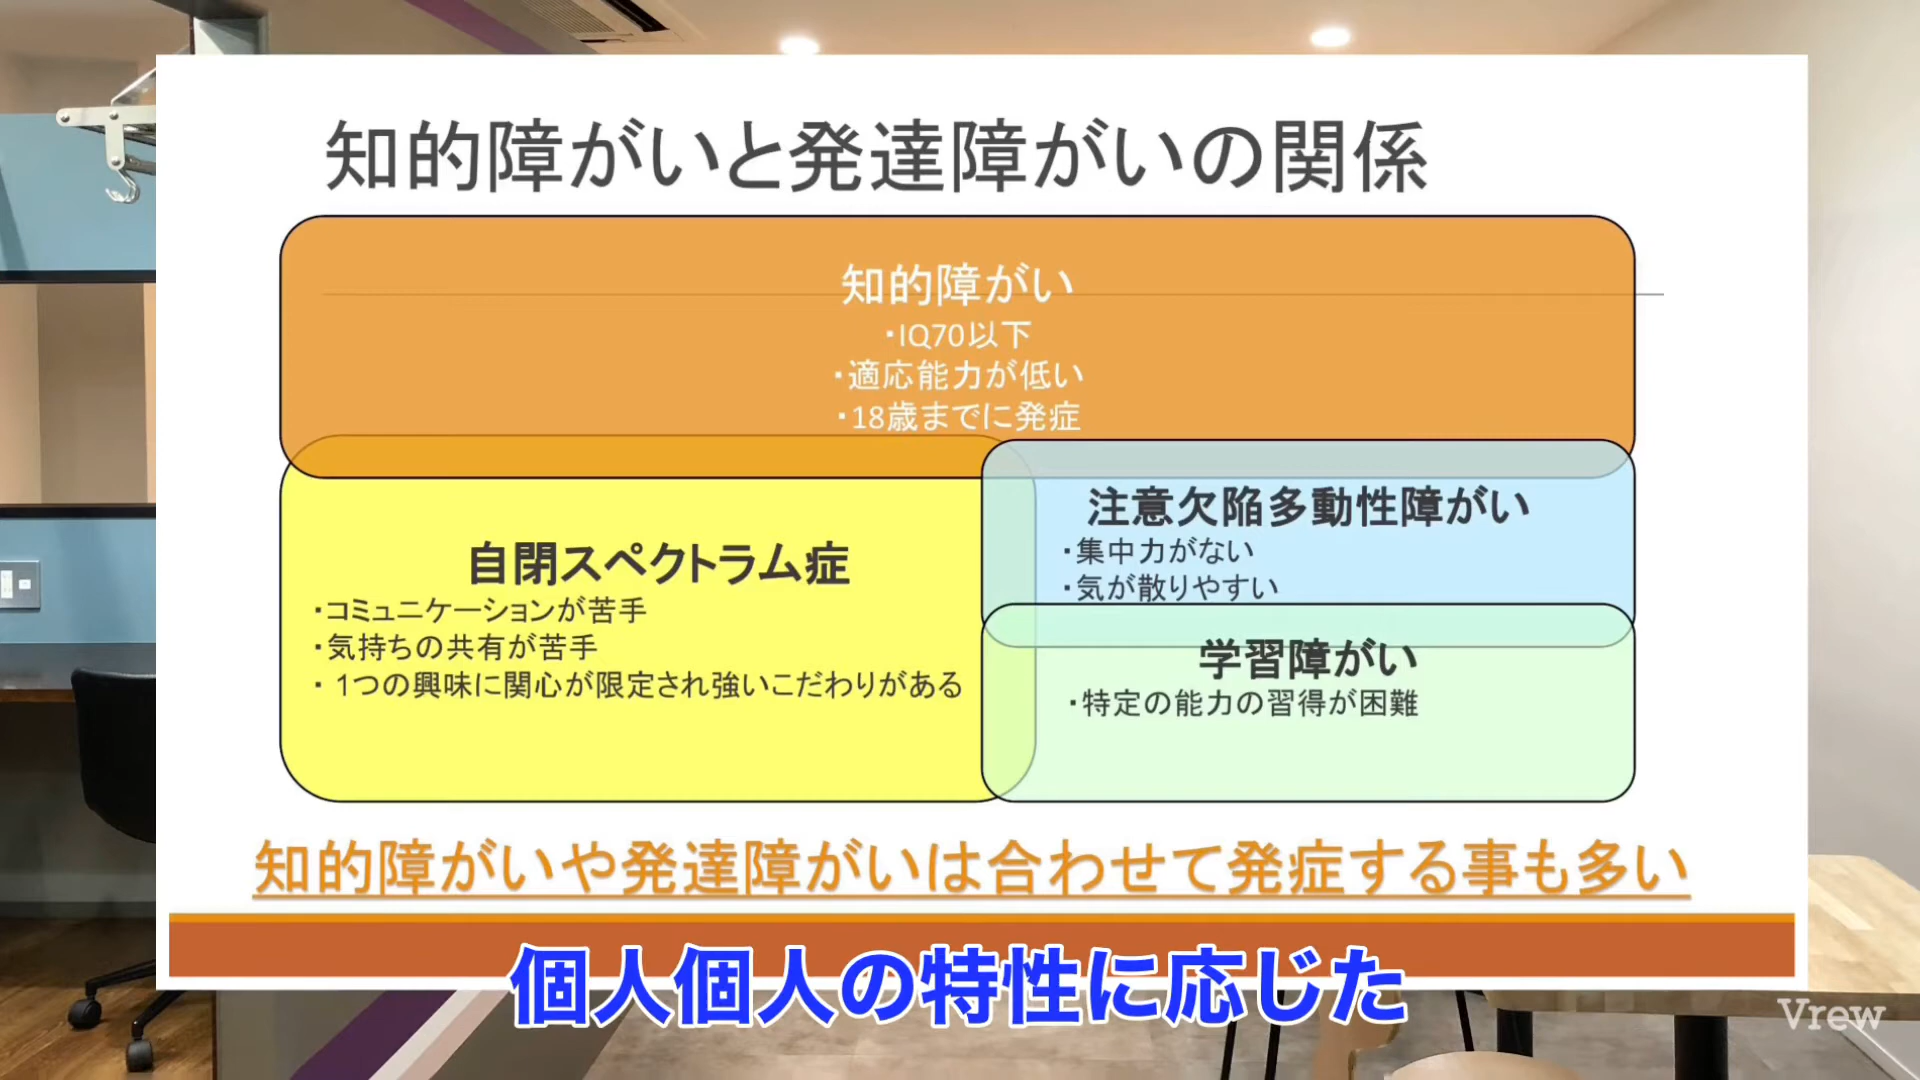 知的障がいと発達障がいの関係
知的障がい
・IQ70以下
・適応能力が低い
・18歳までに発症
自閉スペクトラム症
・コミュニケーションが苦手
・気持ちの共有が苦手
・1つの興味に関心が限定され強いこだわりがある
注意欠陥多動性障がい
・集中力がない
・気が散りやすい
学習障がい
・特定の能力の習得が困難
知的障がいや発達障がいは合わせて発症する事も多い
個人個人の特性に応じた
Vrew